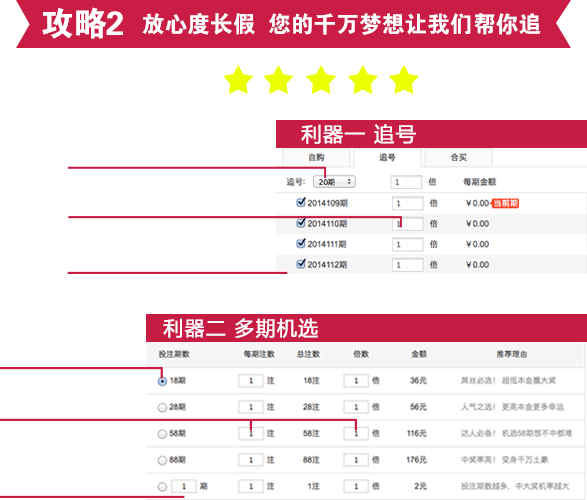 攻略2 放心度长假 您的千万梦想让我们帮你追
利器一 追号
自购 追号 合买
追号: 20期 1 倍 每期金额
2014109期 1 倍 ￥0.00 当前期
2014110期 1 倍 ￥0.00
2014111期 1 倍 ￥0.00
2014112期 1 倍 ￥0.00
利器二 多期机选
投注期数 每期注数 总注数 倍数 金额 推荐理由
18期 1 注 18注 1 倍 36元 屌丝必选! 超低本金赢大奖
28期 1 注 28注 1 倍 56元 人气之选! 更高本金更多幸运
58期 1 注 58注 1 倍 116元 达人必备! 机选58期想不中都难
88期 1 注 88注 1 倍 176元 中奖率高! 变身千万土豪
1 期 1 注 1注 1 倍 2元 投注期数越多, 中大奖机率越大